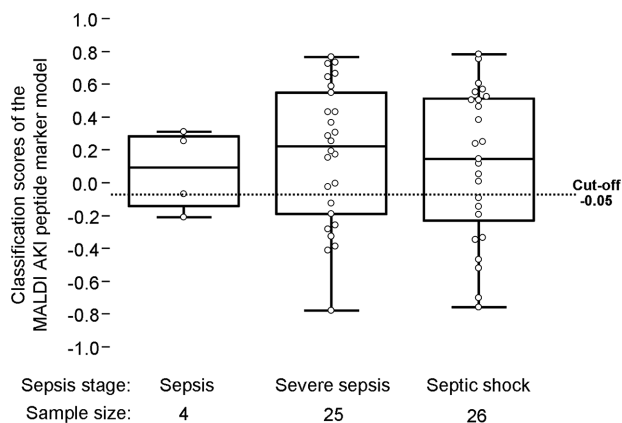 Classification scores of the
MALDI AKI peptide marker model
1.0
0.8
0.6
0.4
0.2
0.0
-0.2
-0.4
-0.6
-0.8
-1.0
Cut-off
-0.05
Sepsis stage: Sepsis Severe sepsis Septic shock
Sample size: 4 25 26